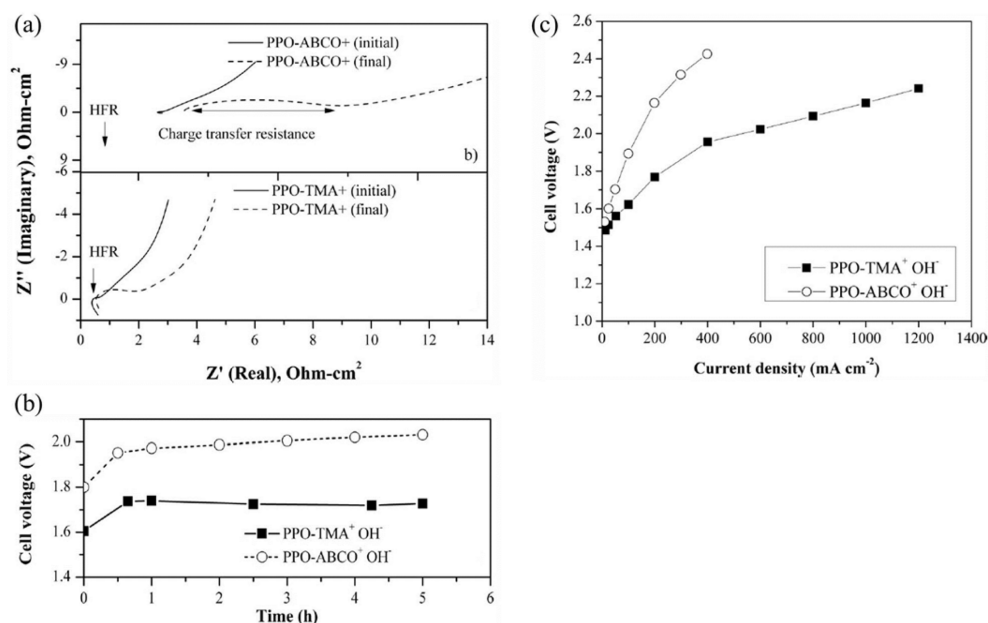 (a)
PPO-ABCO+ (initial)
PPO-ABCO+ (final)
-9
0
9
HFR
Charge transfer resistance
b)
-6
-4
-2
0
PPO-TMA+ (initial)
PPO-TMA+ (final)
HFR
Z'' (Imaginary), Ohm-cm²
0 2 4 6 8 10 12 14
Z' (Real), Ohm-cm²
(c)
2.6
2.4
2.2
2.0
1.8
1.6
1.4
1.2
1.0
Cell voltage (V)
PPO-TMA⁺ OH⁻
PPO-ABCO⁺ OH⁻
0 200 400 600 800 1000 1200 1400
Current density (mA cm⁻²)
(b)
2.0
1.8
1.6
1.4
Cell voltage (V)
PPO-TMA⁺ OH⁻
PPO-ABCO⁺ OH⁻
0 1 2 3 4 5 6
Time (h)